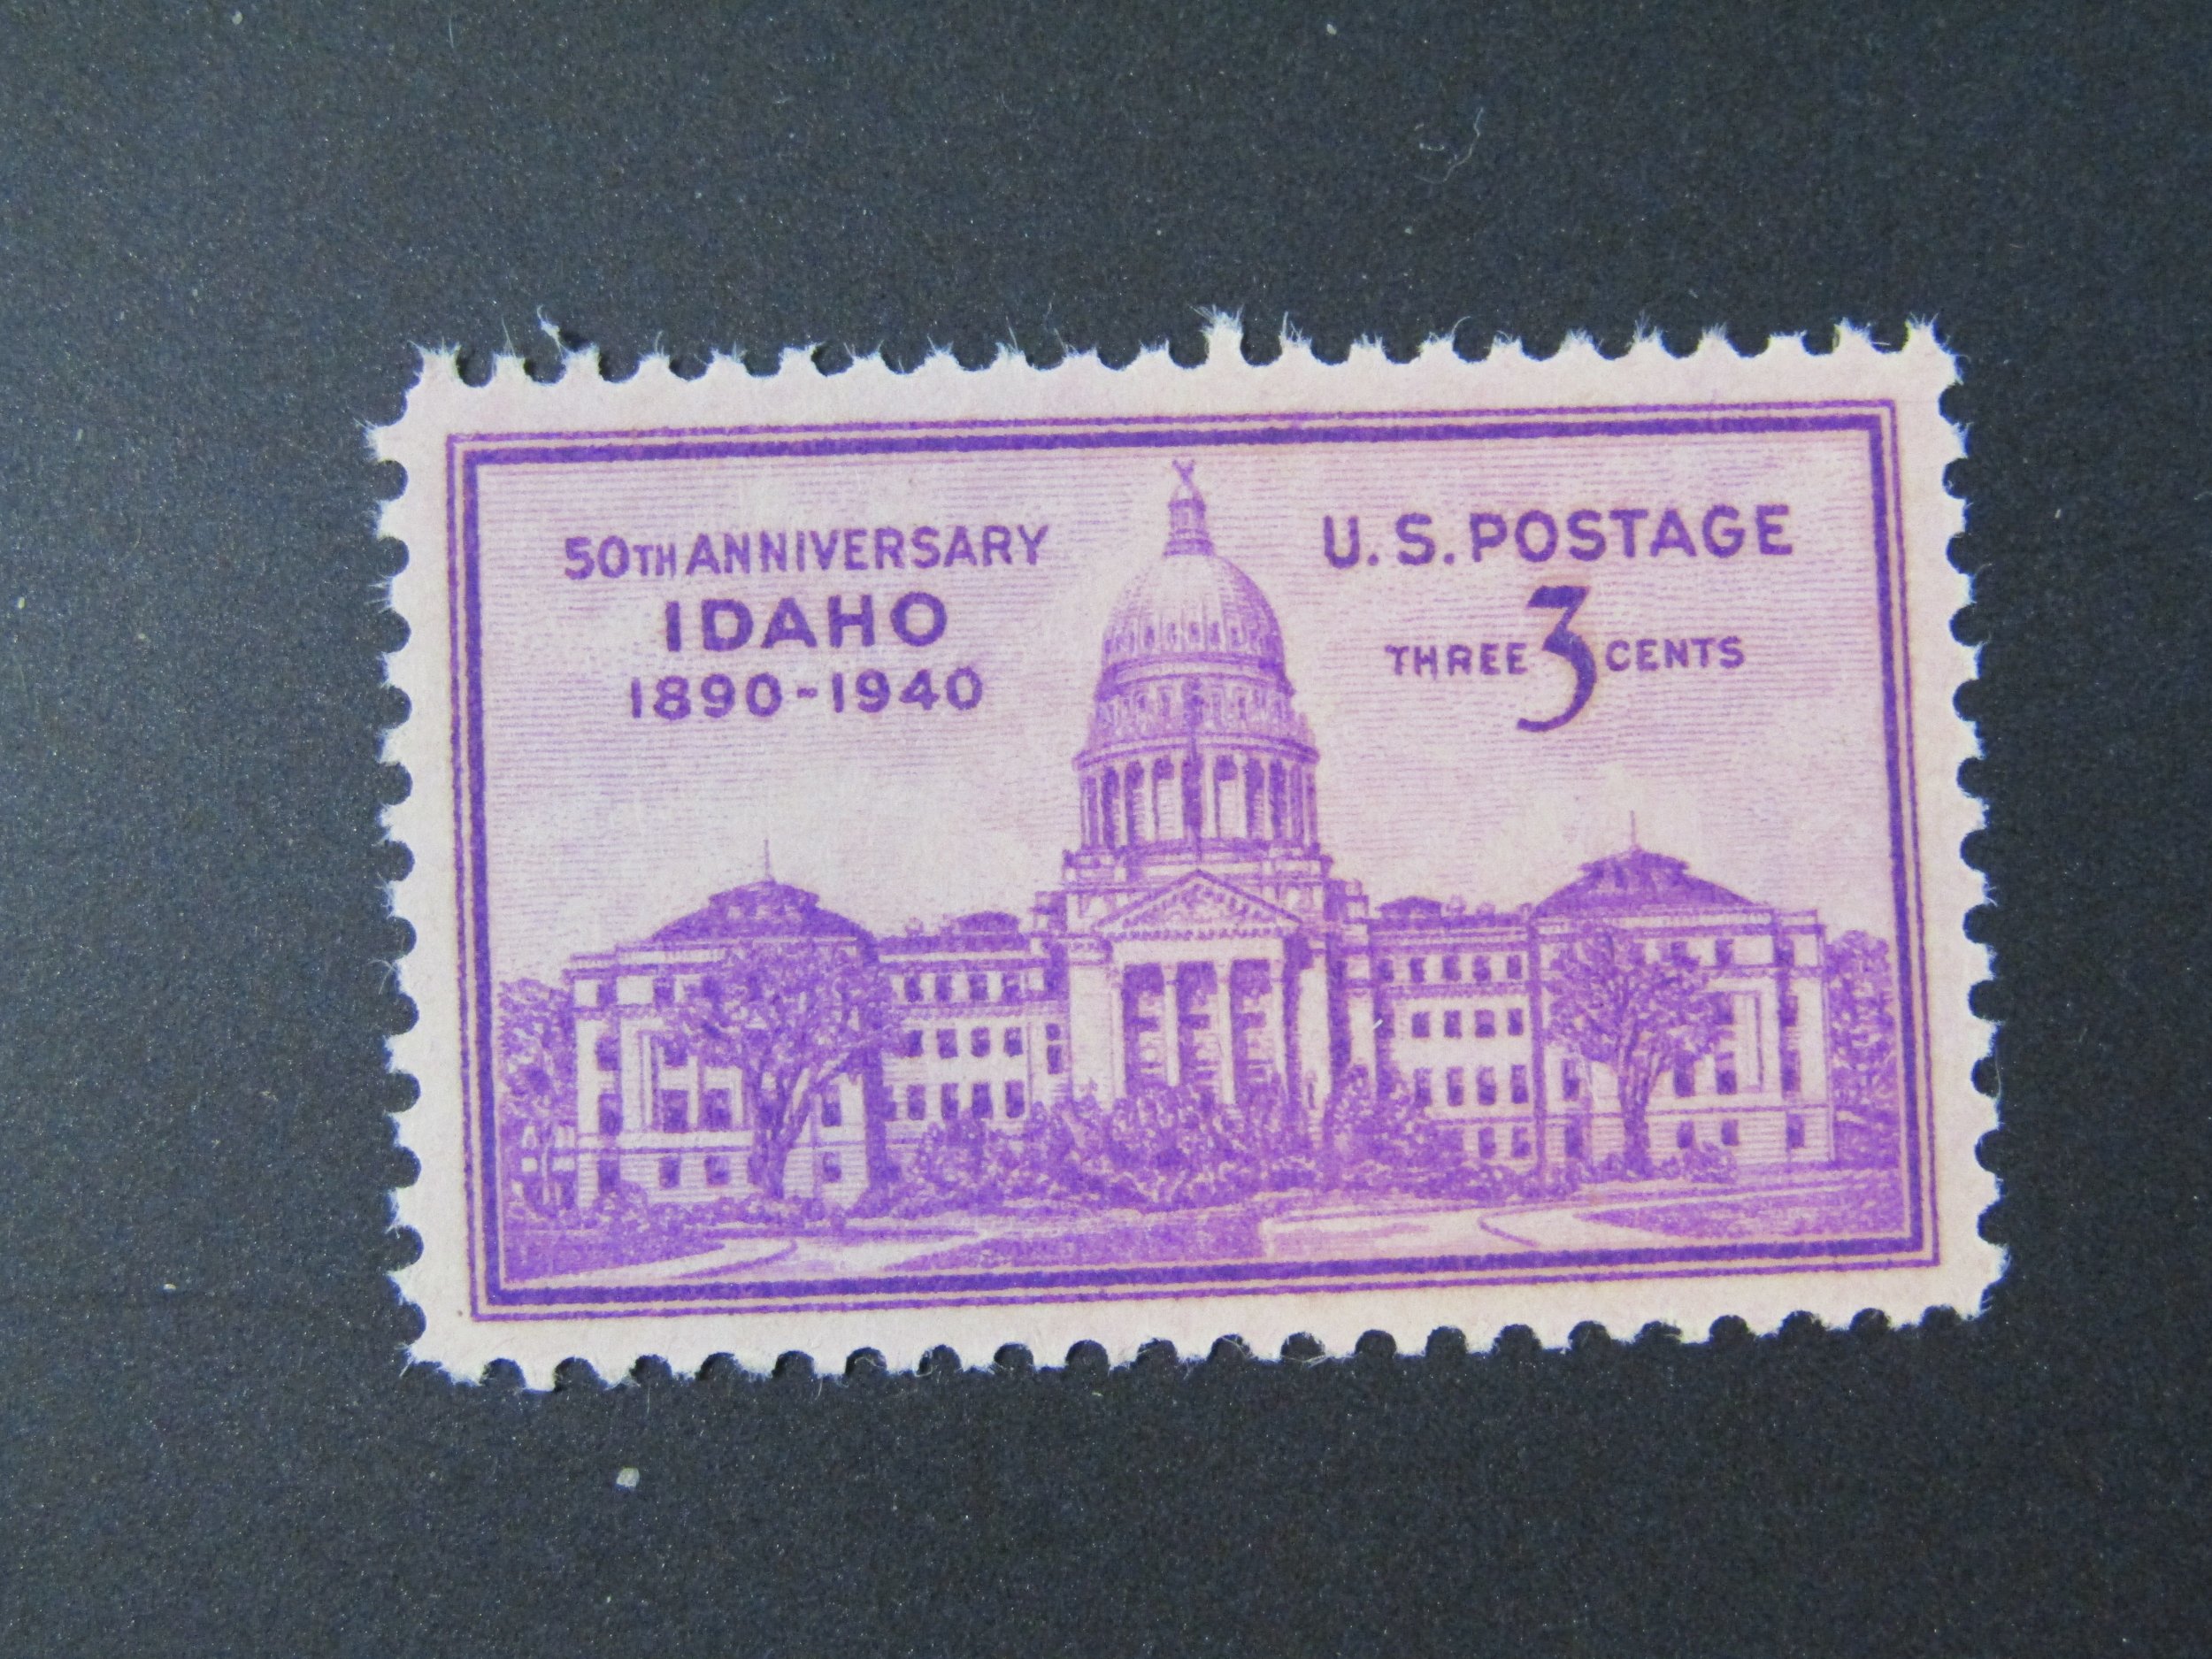 50TH ANNIVERSARY
IDAHO
1890-1940
U.S. POSTAGE
THREE 3 CENTS